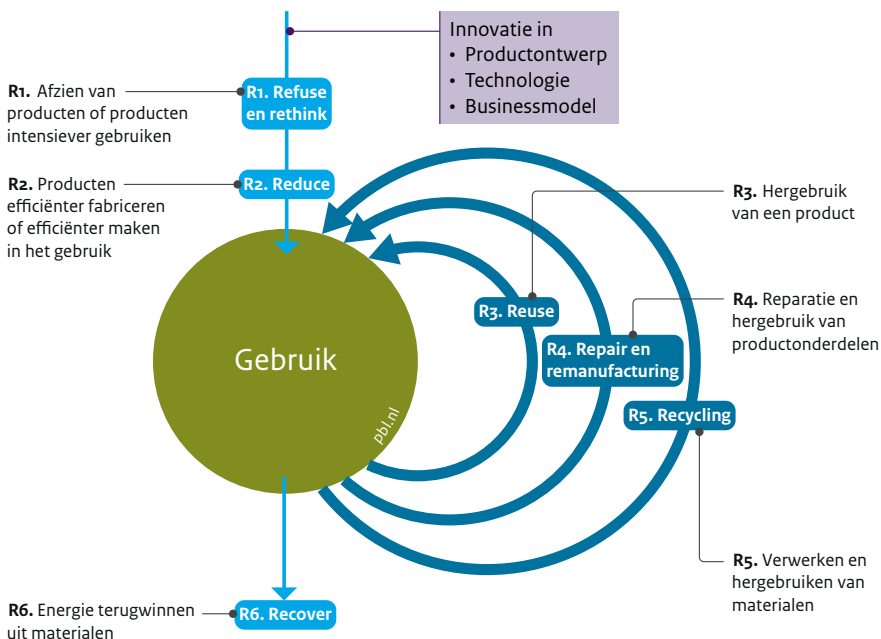 Innovatie in
• Productontwerp
• Technologie
• Businessmodel
R1. Afzien van
producten of producten
intensiever gebruiken
R1. Refuse
en rethink
R2. Producten
efficiënter fabriceren
of efficiënter maken
in het gebruik
R2. Reduce
R3. Hergebruik
van een product
R3. Reuse
R4. Reparatie en
hergebruik van
productonderdelen
R4. Repair en
remanufacturing
Gebruik
pbl.nl
R5. Recycling
R5. Verwerken en
hergebruiken van
materialen
R6. Energie terugwinnen
uit materialen
R6. Recover